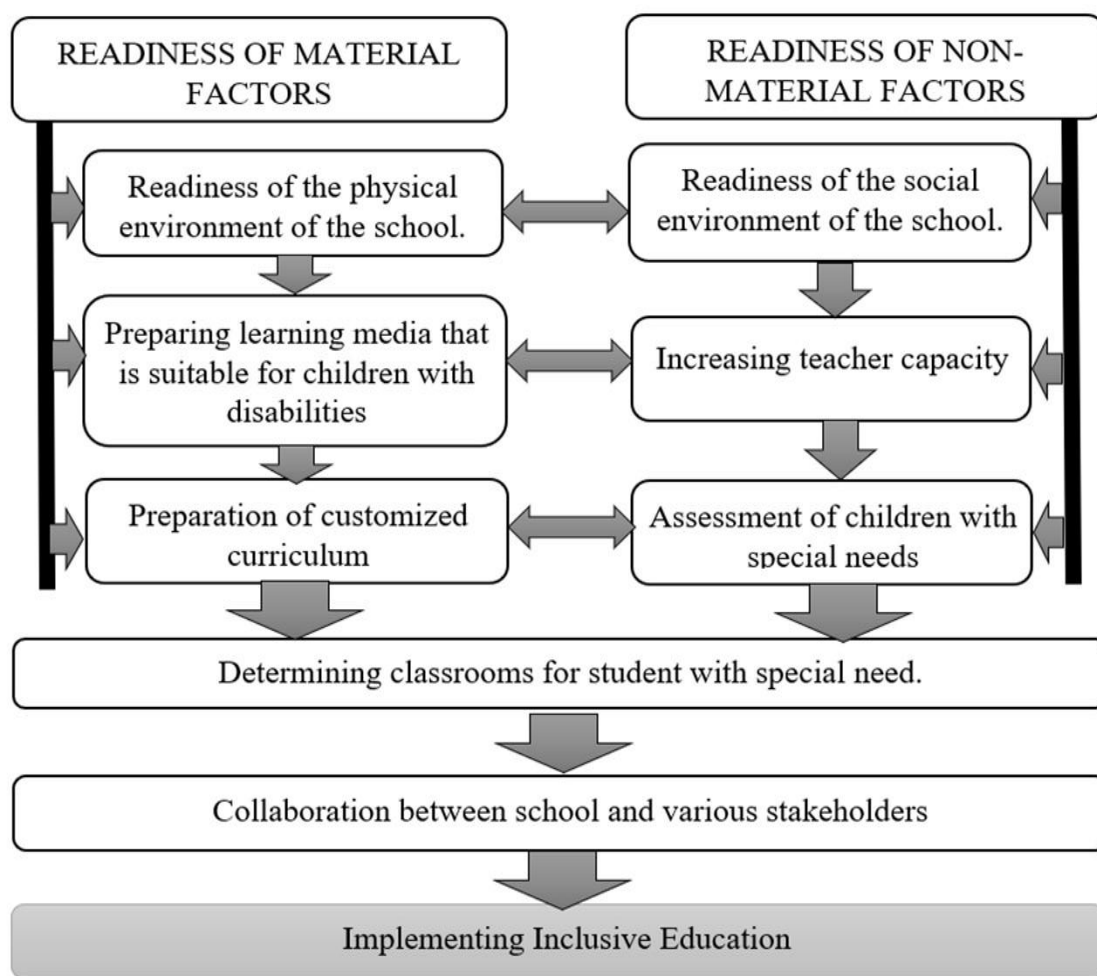 READINESS OF MATERIAL
FACTORS
READINESS OF NON-
MATERIAL FACTORS
Readiness of the physical
environment of the school.
Readiness of the social
environment of the school.
Preparing learning media that
is suitable for children with
disabilities
Increasing teacher capacity
Preparation of customized
curriculum
Assessment of children with
special needs
Determining classrooms for student with special need.
Collaboration between school and various stakeholders
Implementing Inclusive Education